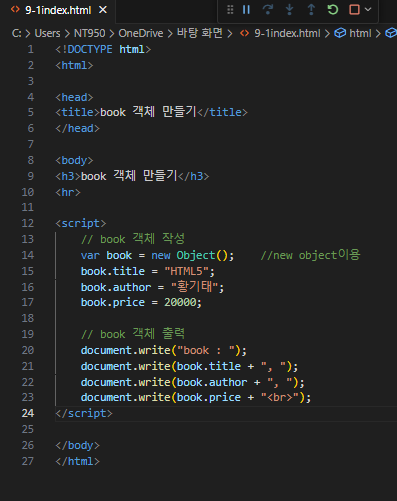 9-1index.html
C: > Users > NT950 > OneDrive > 바탕 화면 > 9-1index.html > html >
1 <!DOCTYPE html>
2 <html>
3
4 <head>
5 <title>book 객체 만들기</title>
6 </head>
7
8 <body>
9 <h3>book 객체 만들기</h3>
10 <hr>
11
12 <script>
13 // book 객체 작성
14 var book = new Object(); //new object이용
15 book.title = "HTML5";
16 book.author = "황기태";
17 book.price = 20000;
18
19 // book 객체 출력
20 document.write("book : ");
21 document.write(book.title + ", ");
22 document.write(book.author + ", ");
23 document.write(book.price + "<br>");
24 </script>
25
26 </body>
27 </html>